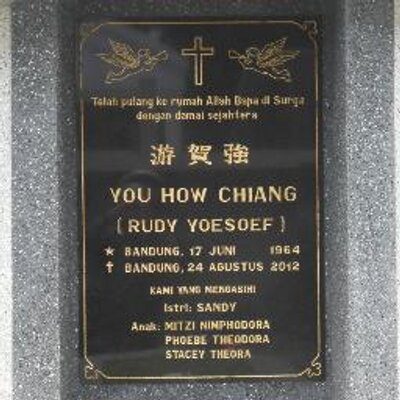 Telah pulang ke rumah Allah Bapa di Surga
dengan damai sejahtera
游賀強
YOU HOW CHIANG
( RUDY YOESOEF )
★ BANDUNG, 17 JUNI 1964
✝ BANDUNG, 24 AGUSTUS 2012
KAMI YANG MENGASIHI
Istri: SANDY
Anak: MITZI NIMPHODORA
PHOEBE THEODORA
STACEY THEORA